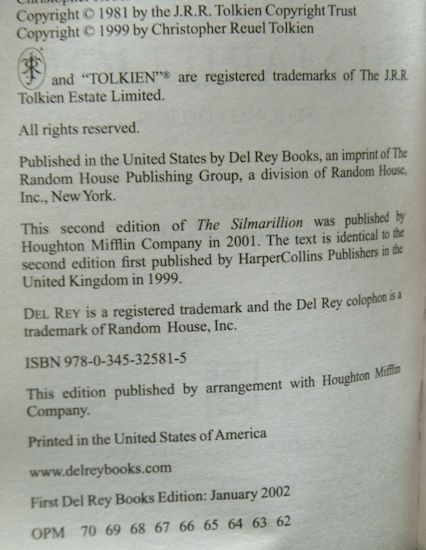 Copyright © 1981 by the J.R.R. Tolkien Copyright Trust
Copyright © 1999 by Christopher Reuel Tolkien
and “TOLKIEN”® are registered trademarks of The J.R.R.
Tolkien Estate Limited.
All rights reserved.
Published in the United States by Del Rey Books, an imprint of The
Random House Publishing Group, a division of Random House,
Inc., New York.
This second edition of The Silmarillion was published by
Houghton Mifflin Company in 2001. The text is identical to the
second edition first published by HarperCollins Publishers in the
United Kingdom in 1999.
DEL REY is a registered trademark and the Del Rey colophon is a
trademark of Random House, Inc.
ISBN 978-0-345-32581-5
This edition published by arrangement with Houghton Mifflin
Company.
Printed in the United States of America
www.delreybooks.com
First Del Rey Books Edition: January 2002
OPM 70 69 68 67 66 65 64 63 62